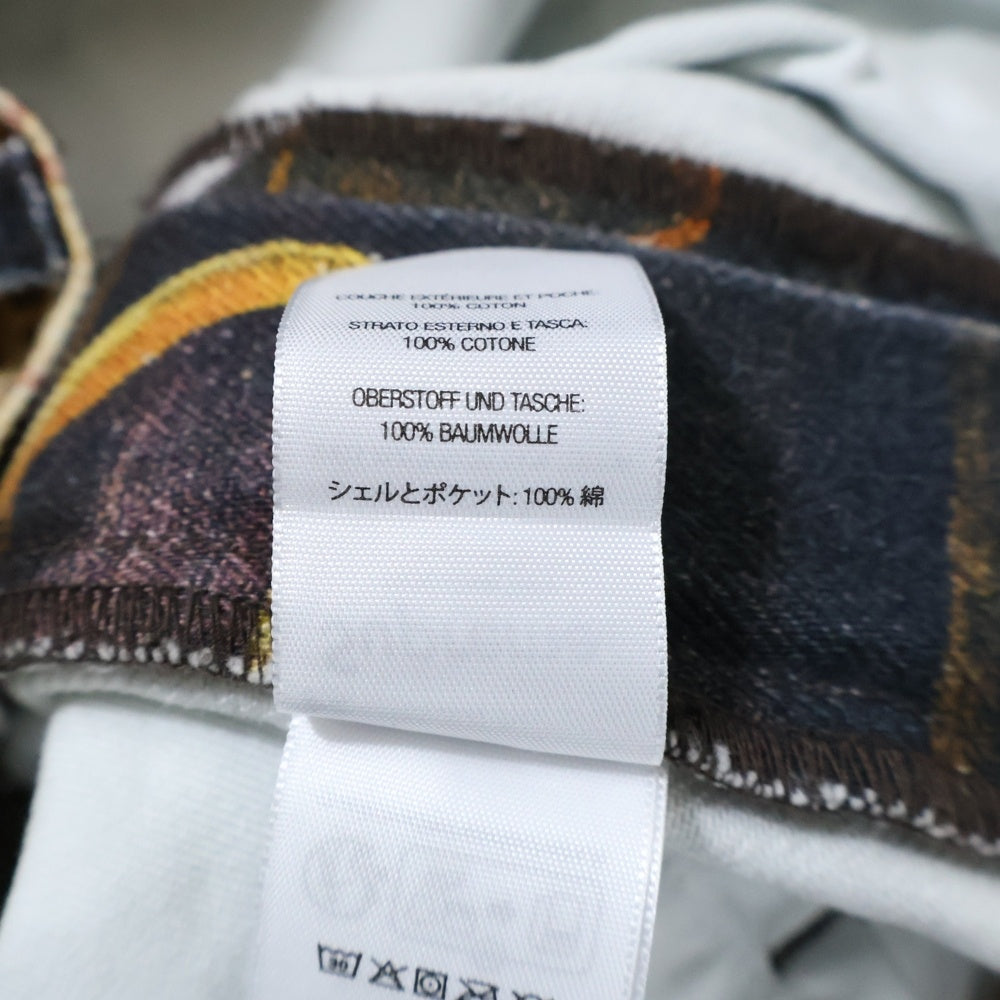 COUCHE EXTÉRIEURE ET POCHE:
100% COTON
STRATO ESTERNO E TASCA:
100% COTONE
OBERSTOFF UND TASCHE:
100% BAUMWOLLE
シェルとポケット: 100% 綿
30